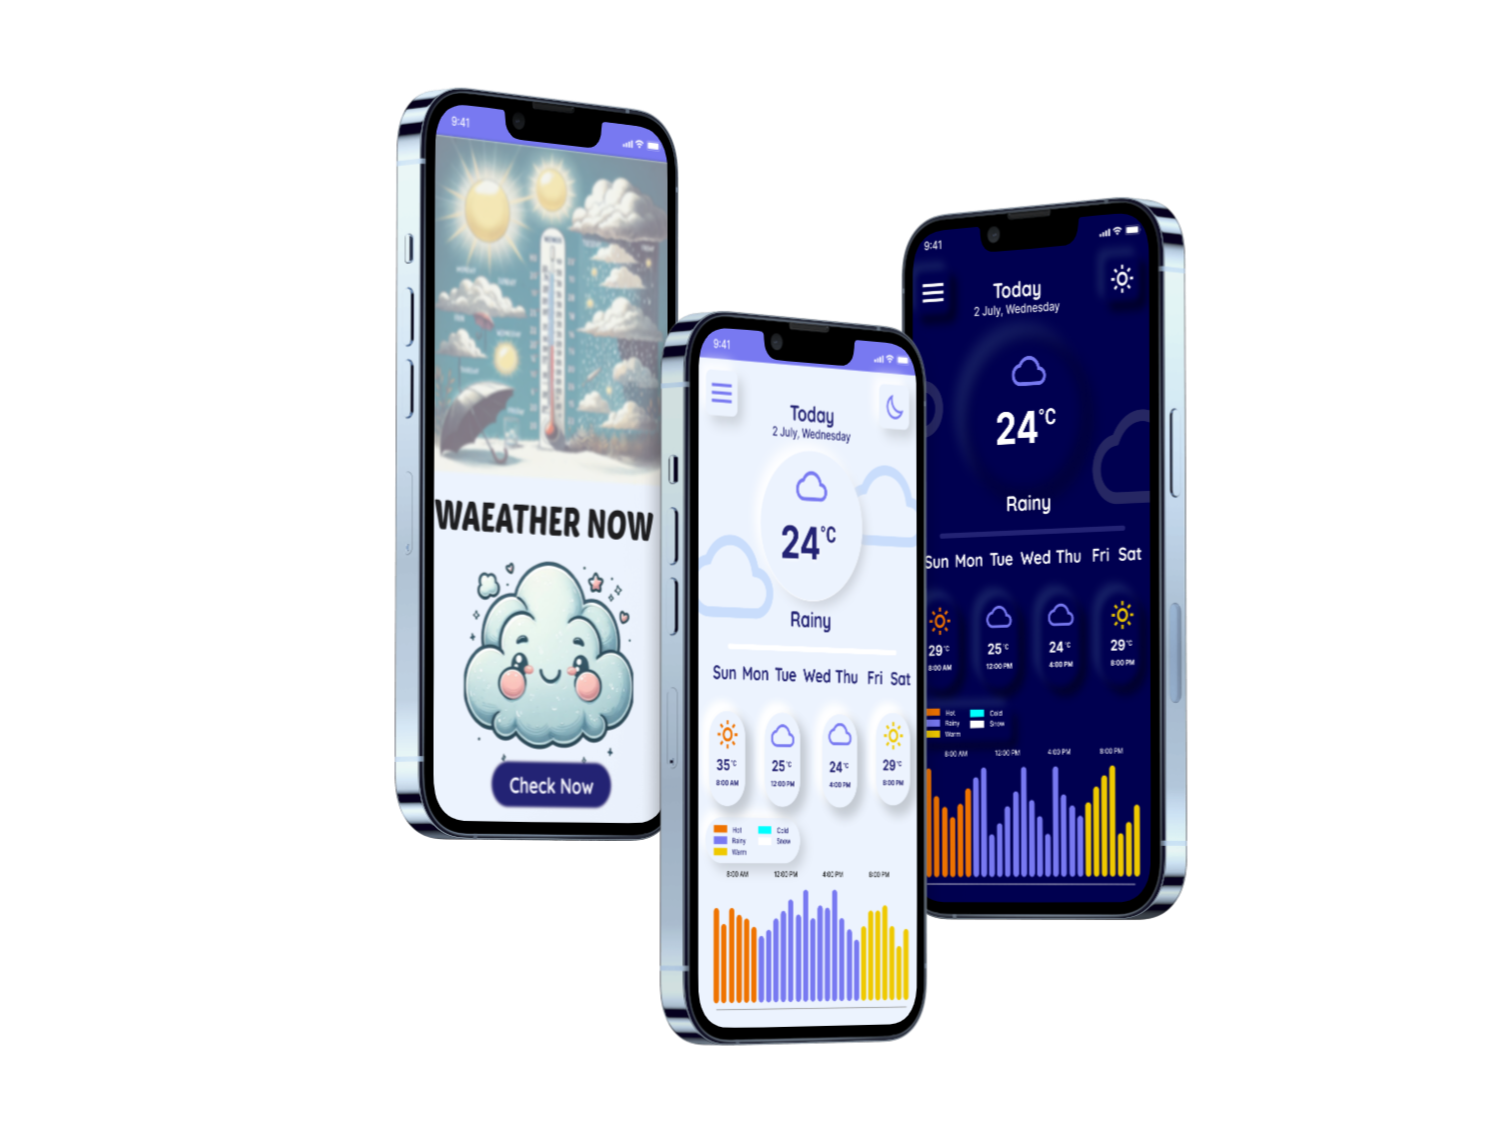 9:41
WAEATHER NOW
Check Now
9:41
Today
2 July, Wednesday
24°C
Rainy
Sun Mon Tue Wed Thu Fri Sat
35°C 25°C 24°C 29°C
8:00 AM 12:00 PM 4:00 PM 8:00 PM
Hot Cold
Rainy Snow
Warm
8:00 AM 12:00 PM 4:00 PM 8:00 PM
9:41
Today
2 July, Wednesday
24°C
Rainy
Sun Mon Tue Wed Thu Fri Sat
29°C 25°C 24°C 29°C
8:00 AM 12:00 PM 4:00 PM 8:00 PM
Hot Cold
Rainy Snow
Warm
8:00 AM 12:00 PM 4:00 PM 8:00 PM